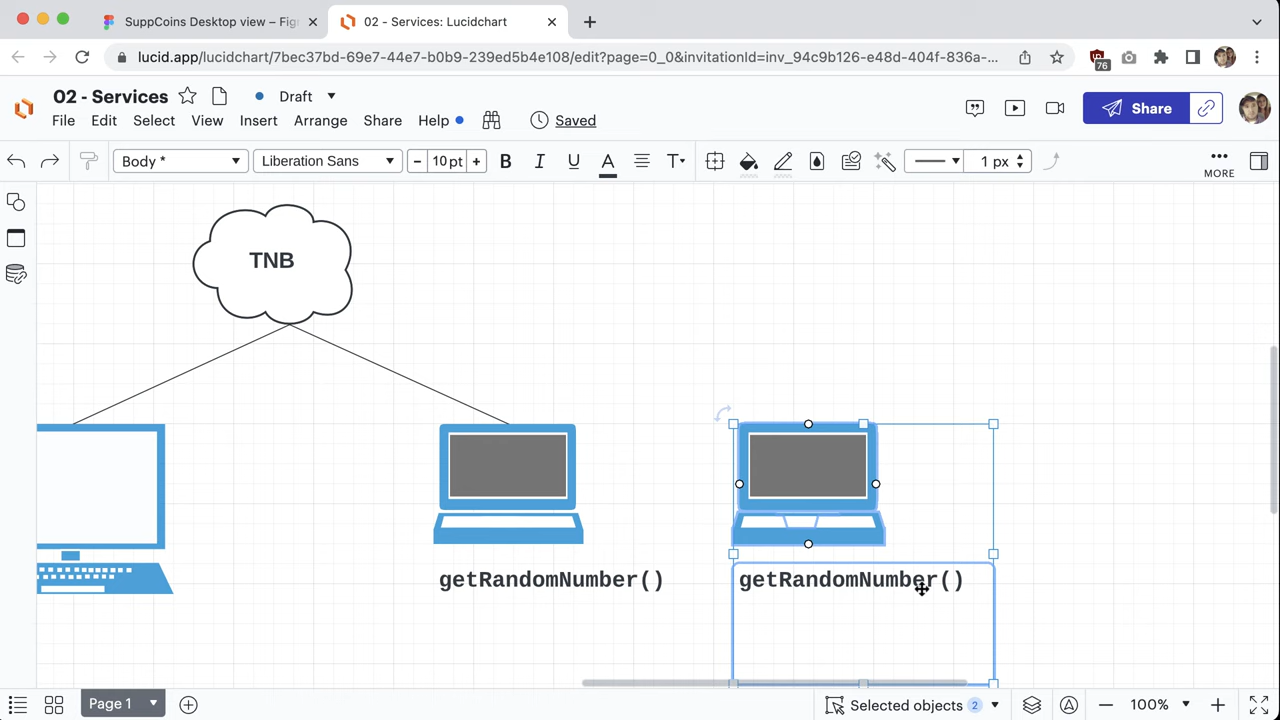 SuppCoins Desktop view – Fig
02 - Services: Lucidchart
lucid.app/lucidchart/7bec37bd-69e7-44e7-b0b9-239ed5b4e108/edit?page=0_0&invitationId=inv_94c9b126-e48d-404f-836a-...
76
02 - Services
Draft
Share
File Edit Select View Insert Arrange Share Help
Saved
Body *
Liberation Sans
10 pt
B I U A T
1 px
MORE
TNB
getRandomNumber()
getRandomNumber()
Page 1
Selected objects 2
100%